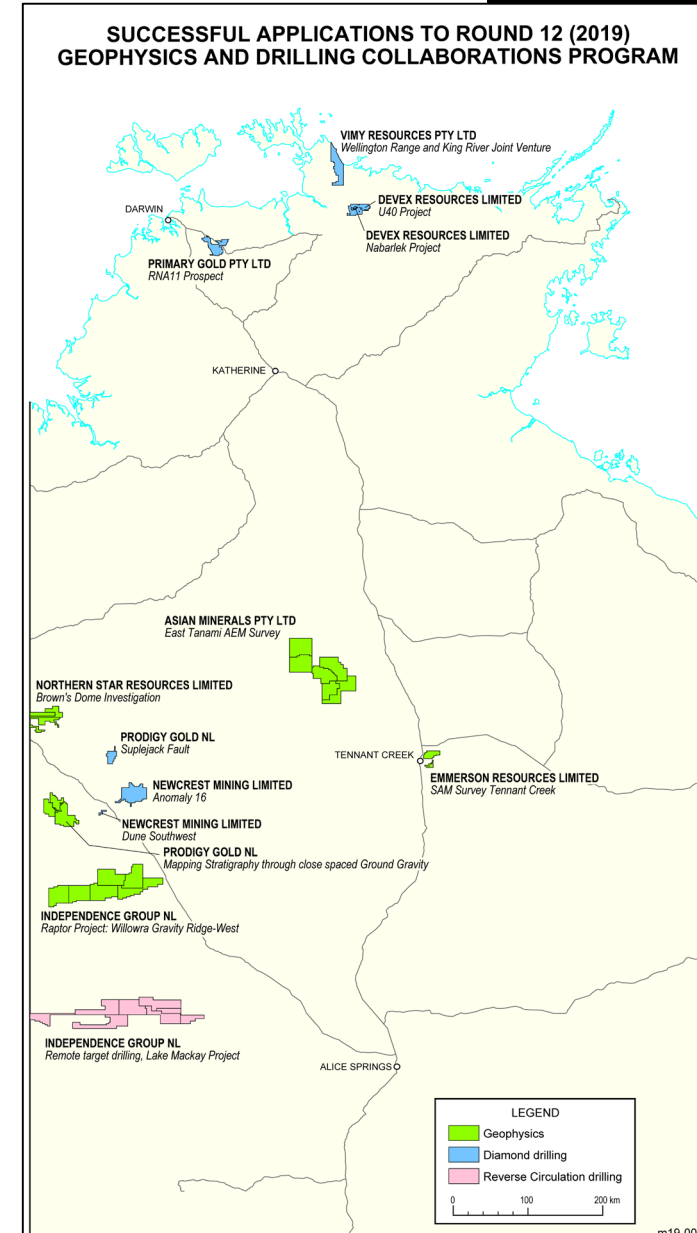 SUCCESSFUL APPLICATIONS TO ROUND 12 (2019)
GEOPHYSICS AND DRILLING COLLABORATIONS PROGRAM
VIMY RESOURCES PTY LTD
Wellington Range and King River Joint Venture
DEVEX RESOURCES LIMITED
U40 Project
DARWIN
DEVEX RESOURCES LIMITED
Nabarlek Project
PRIMARY GOLD PTY LTD
RNA11 Prospect
KATHERINE
ASIAN MINERALS PTY LTD
East Tanami AEM Survey
NORTHERN STAR RESOURCES LIMITED
Brown's Dome Investigation
PRODIGY GOLD NL
Suplejack Fault
TENNANT CREEK
EMMERSON RESOURCES LIMITED
SAM Survey Tennant Creek
NEWCREST MINING LIMITED
Anomaly 16
NEWCREST MINING LIMITED
Dune Southwest
PRODIGY GOLD NL
Mapping Stratigraphy through close spaced Ground Gravity
INDEPENDENCE GROUP NL
Raptor Project: Willowra Gravity Ridge-West
INDEPENDENCE GROUP NL
Remote target drilling, Lake Mackay Project
ALICE SPRINGS
LEGEND
Geophysics
Diamond drilling
Reverse Circulation drilling
0 100 200 km